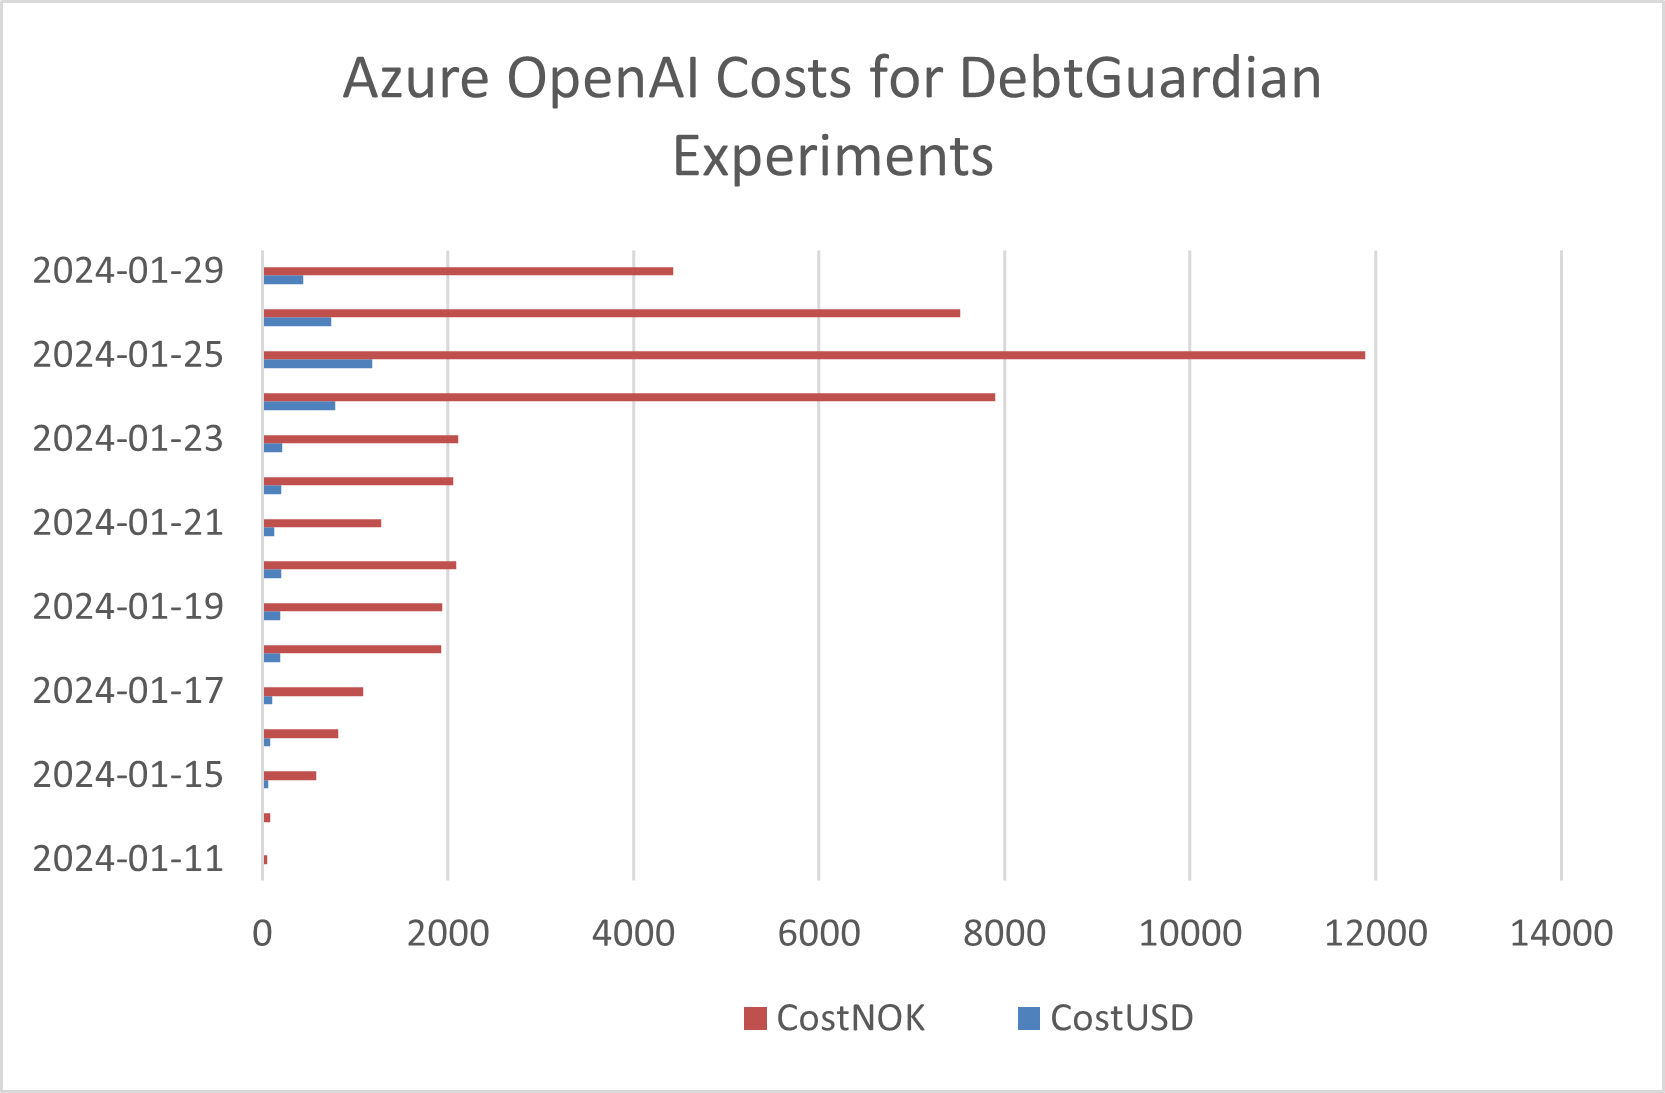 Azure OpenAI Costs for DebtGuardian
Experiments
2024-01-29
2024-01-25
2024-01-23
2024-01-21
2024-01-19
2024-01-17
2024-01-15
2024-01-11
0 2000 4000 6000 8000 10000 12000 14000
CostNOK CostUSD